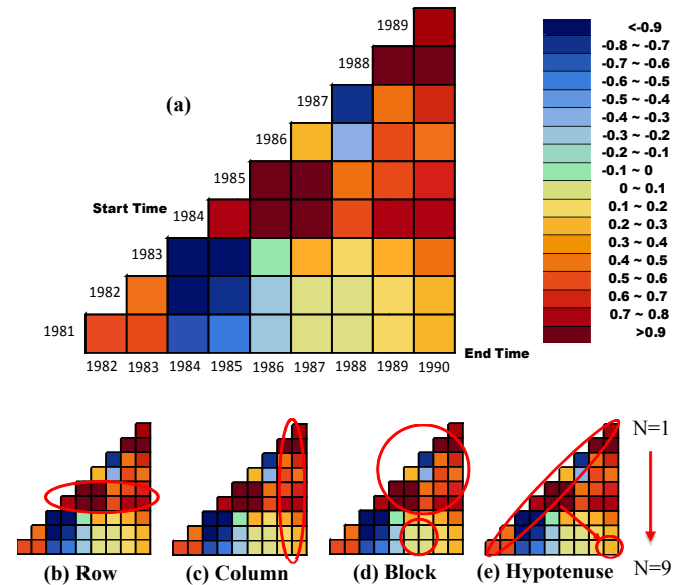 1989
1988
(a)
1987
1986
1985
Start Time
1984
1983
1982
1981
End Time
1982 1983 1984 1985 1986 1987 1988 1989 1990
<-0.9
-0.8 ~ -0.7
-0.7 ~ -0.6
-0.6 ~ -0.5
-0.5 ~ -0.4
-0.4 ~ -0.3
-0.3 ~ -0.2
-0.2 ~ -0.1
-0.1 ~ 0
0 ~ 0.1
0.1 ~ 0.2
0.2 ~ 0.3
0.3 ~ 0.4
0.4 ~ 0.5
0.5 ~ 0.6
0.6 ~ 0.7
0.7 ~ 0.8
>0.9
N=1
N=9
(b) Row (c) Column (d) Block (e) Hypotenuse